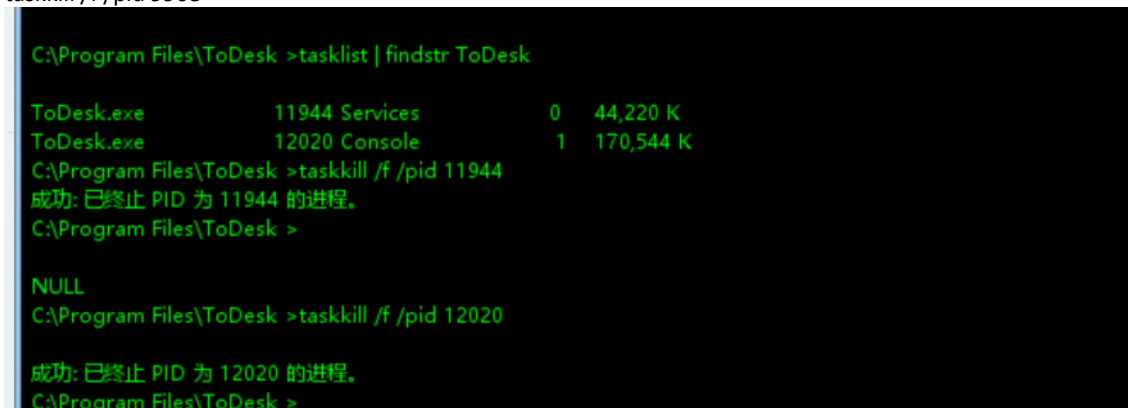 C:\Program Files\ToDesk >tasklist | findstr ToDesk
ToDesk.exe 11944 Services 0 44,220 K
ToDesk.exe 12020 Console 1 170,544 K
C:\Program Files\ToDesk >taskkill /f /pid 11944
成功: 已终止 PID 为 11944 的进程。
C:\Program Files\ToDesk >
NULL
C:\Program Files\ToDesk >taskkill /f /pid 12020
成功: 已终止 PID 为 12020 的进程。
C:\Program Files\ToDesk >